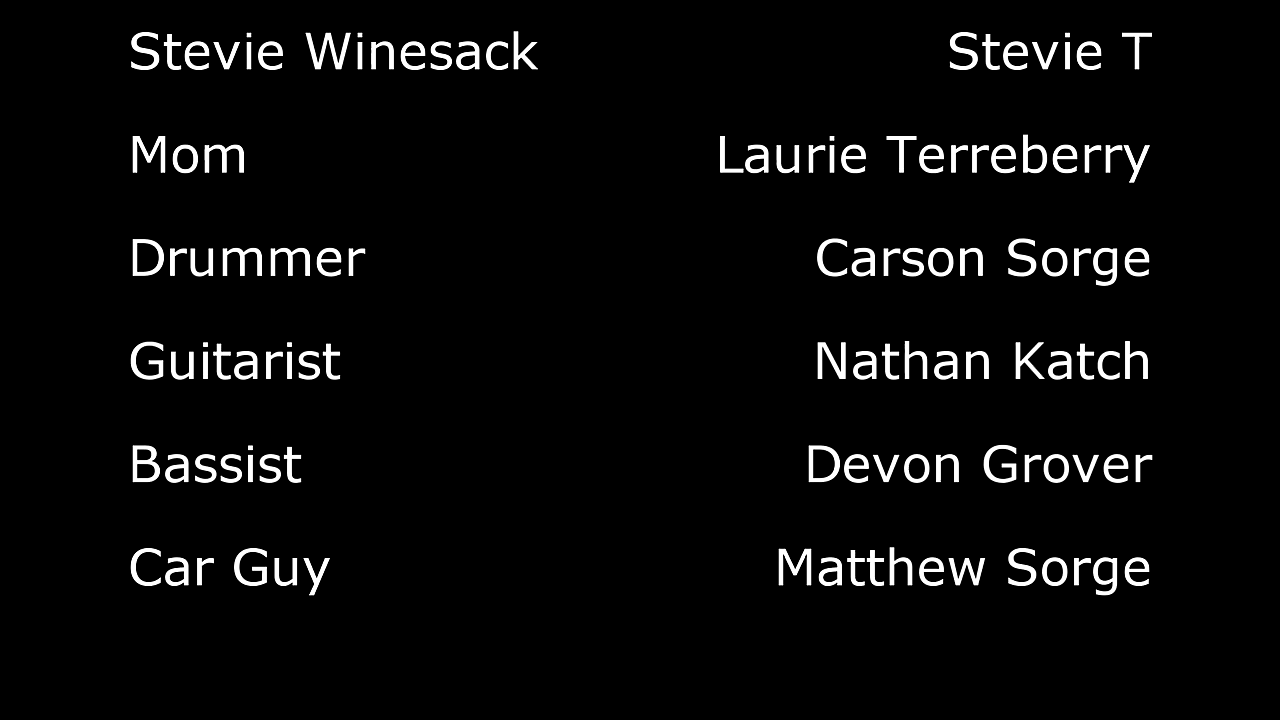 Stevie Winesack Stevie T
Mom Laurie Terreberry
Drummer Carson Sorge
Guitarist Nathan Katch
Bassist Devon Grover
Car Guy Matthew Sorge